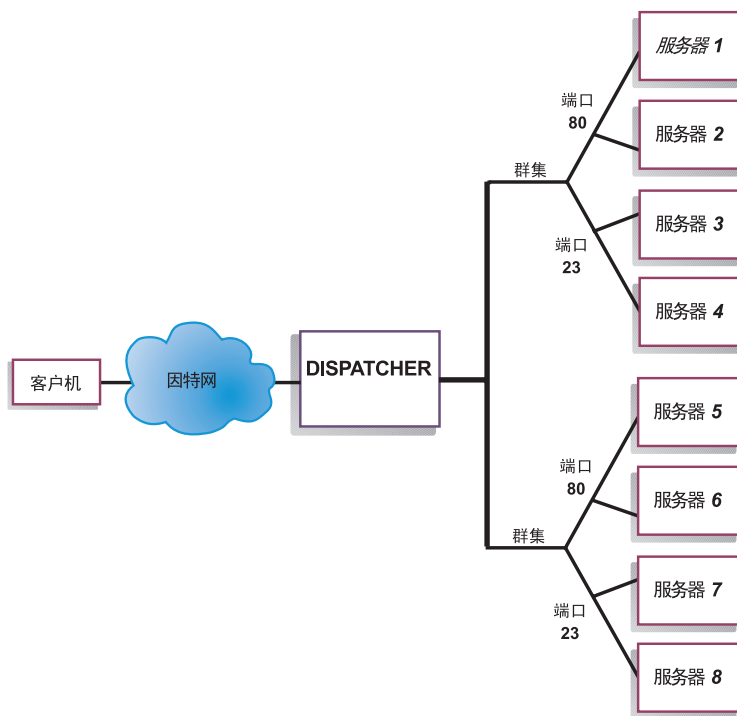 服务器 1
端口
80
服务器 2
群集
服务器 3
端口
23
服务器 4
客户机
因特网
DISPATCHER
服务器 5
端口
80
服务器 6
群集
服务器 7
端口
23
服务器 8